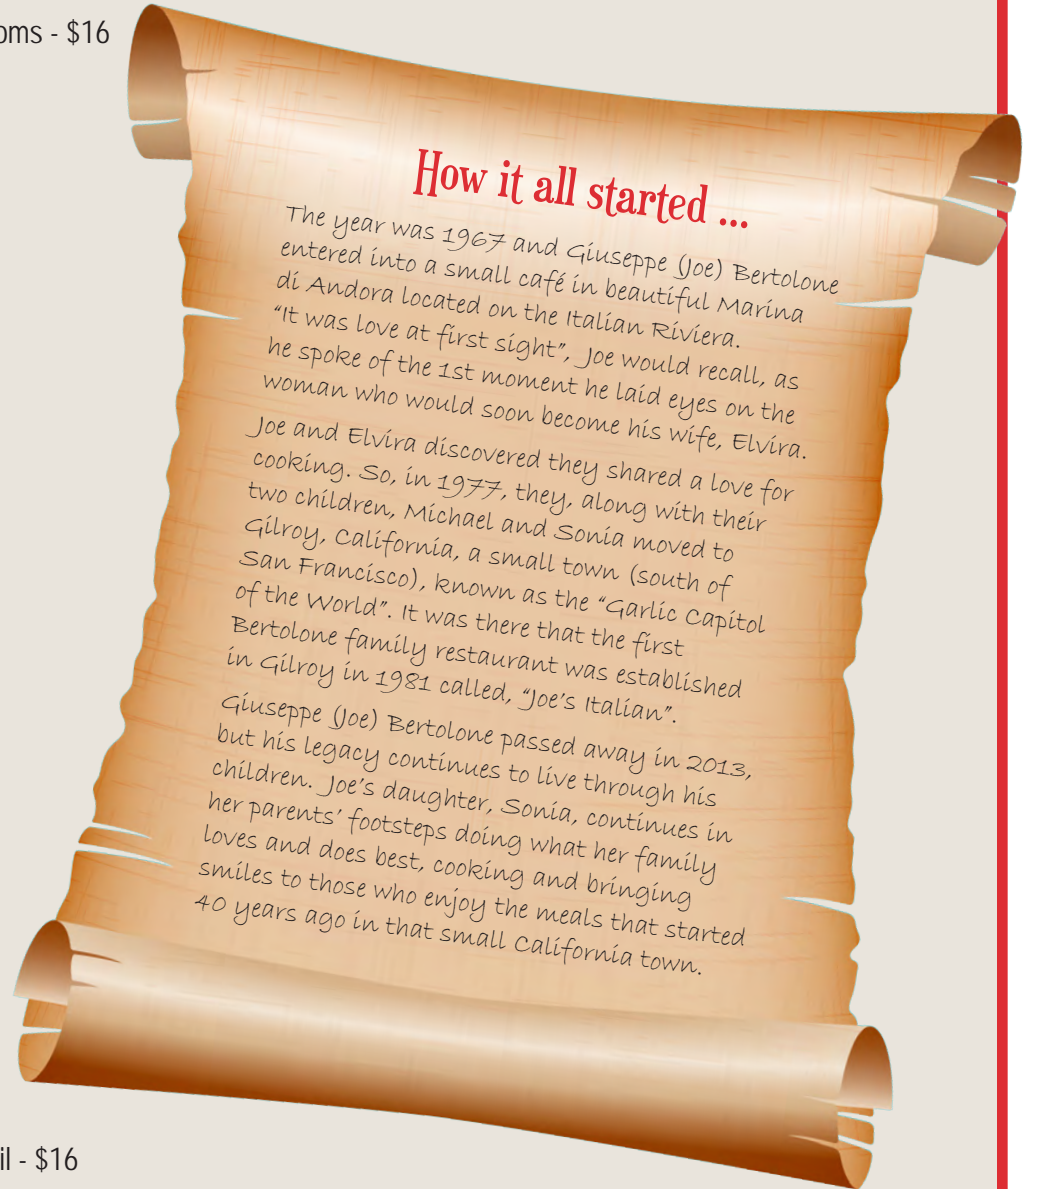 - $16
How it all started ...
The year was 1967 and Giuseppe (Joe) Bertolone
entered into a small café in beautiful Marina
di Andora located on the Italian Riviera.
“It was love at first sight”, Joe would recall, as
he spoke of the 1st moment he laid eyes on the
woman who would soon become his wife, Elvira.
Joe and Elvira discovered they shared a love for
cooking. So, in 1977, they, along with their
two children, Michael and Sonia moved to
Gilroy, California, a small town (south of
San Francisco), known as the “Garlic Capitol
of the World”. It was there that the first
Bertolone family restaurant was established
in Gilroy in 1981 called, “Joe's Italian”.
Giuseppe (Joe) Bertolone passed away in 2013,
but his legacy continues to live through his
children. Joe's daughter, Sonia, continues in
her parents' footsteps doing what her family
loves and does best, cooking and bringing
smiles to those who enjoy the meals that started
40 years ago in that small California town.
- $16